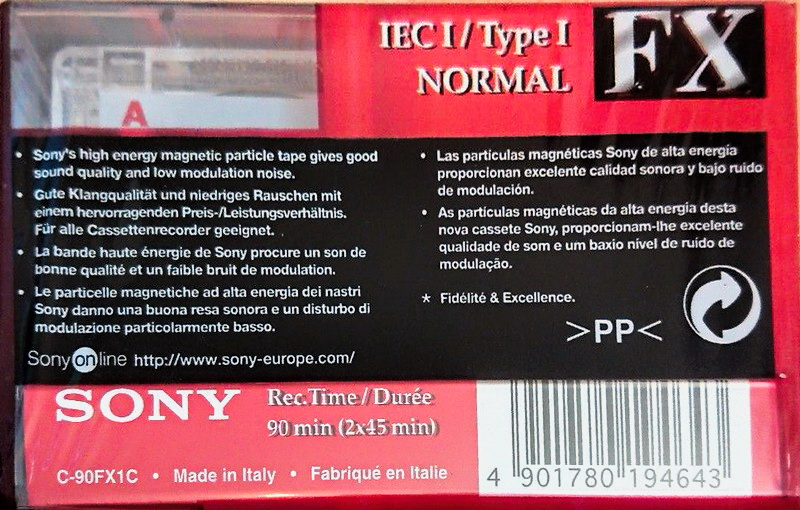 IEC I / Type I
NORMAL
FX
A
• Sony's high energy magnetic particle tape gives good
sound quality and low modulation noise.
• Gute Klangqualität und niedriges Rauschen mit
einem hervorragenden Preis-/Leistungsverhältnis.
Für alle Cassettenrecorder geeignet.
• La bande haute énergie de Sony procure un son de
bonne qualité et un faible bruit de modulation.
• Le particelle magnetiche ad alta energia dei nastri
Sony danno una buona resa sonora e un disturbo di
modulazione particolarmente basso.
Sony on line http://www.sony-europe.com/
• Las particulas magnéticas Sony de alta energia
proporcionan excelente calidad sonora y bajo ruido
de modulación.
• As particulas magnéticas da alta energia desta
nova cassete Sony, proporcionam-lhe excelente
qualidade de som e um baxio nivel de ruido de
modulação.
* Fidélité & Excellence.
>PP<
SONY
Rec.Time / Durée
90 min (2x45 min)
C-90FX1C • Made in Italy • Fabriqué en Italie
4 901780 194643